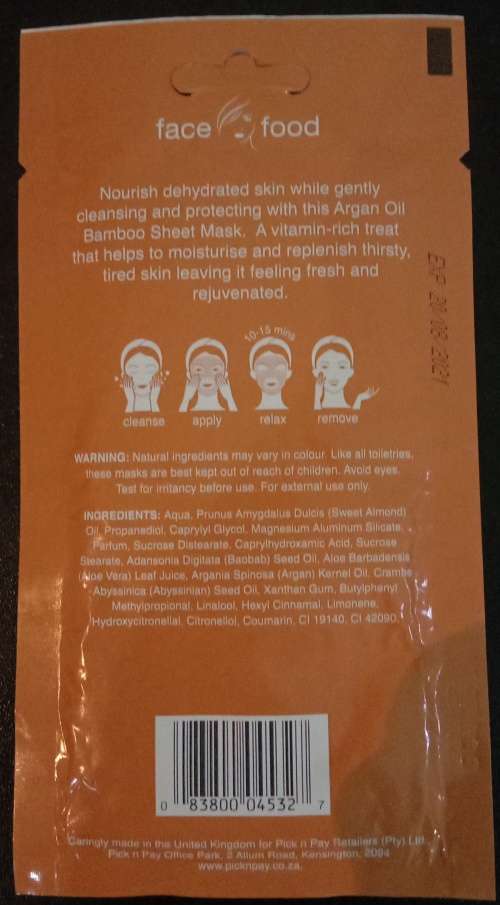 face food
Nourish dehydrated skin while gently
cleansing and protecting with this Argan Oil
Bamboo Sheet Mask. A vitamin-rich treat
that helps to moisturise and replenish thirsty,
tired skin leaving it feeling fresh and
rejuvenated.
EXP 20/08 2021
10-15 mins
cleanse apply relax remove
WARNING: Natural ingredients may vary in colour. Like all toiletries,
these masks are best kept out of reach of children. Avoid eyes.
Test for irritancy before use. For external use only.
INGREDIENTS: Aqua, Prunus Amygdalus Dulcis (Sweet Almond)
Oil, Propanediol, Caprylyl Glycol, Magnesium Aluminum Silicate,
Parfum, Sucrose Distearate, Caprylhydroxamic Acid, Sucrose
Stearate, Adansonia Digitata (Baobab) Seed Oil, Aloe Barbadensis
(Aloe Vera) Leaf Juice, Argania Spinosa (Argan) Kernel Oil, Crambe
Abyssinica (Abyssinian) Seed Oil, Xanthan Gum, Butylphenyl
Methylpropional, Linalool, Hexyl Cinnamal, Limonene,
Hydroxycitronellal, Citronellol, Coumarin, CI 19140, CI 42090.
0 83800 04532 7
Caringly made in the United Kingdom for Pick n Pay Retailers (Pty) Ltd.
Pick n Pay Office Park, 2 Allum Road, Kensington, 2094
www.picknpay.co.za.